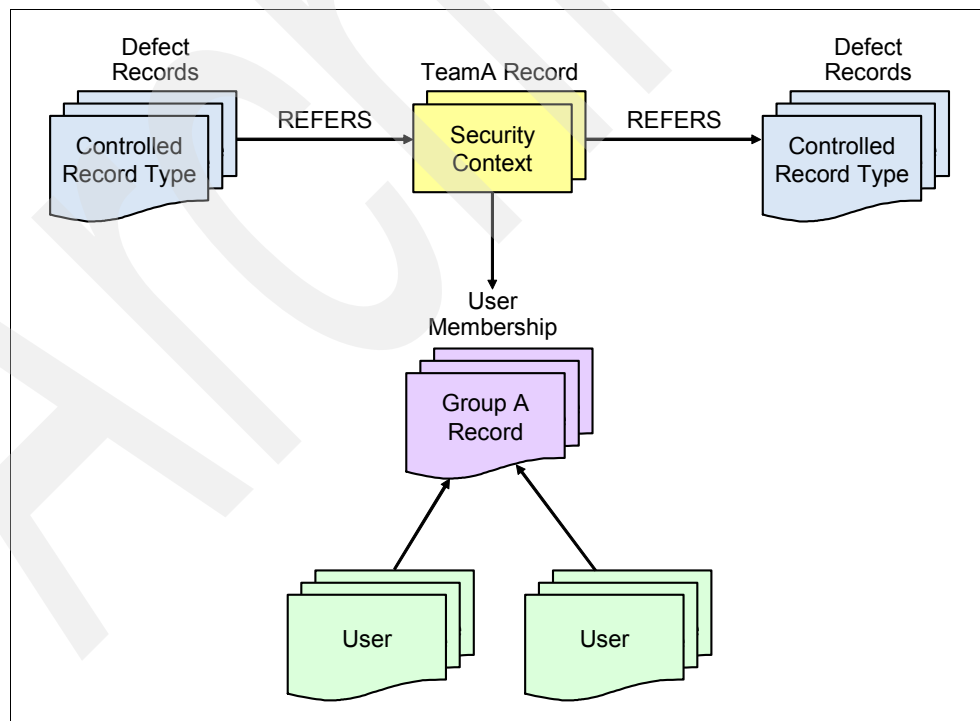 Defect
Records
TeamA Record
Defect
Records
Controlled
Record Type
REFERS
Security
Context
REFERS
Controlled
Record Type
User
Membership
Group A
Record
User
User